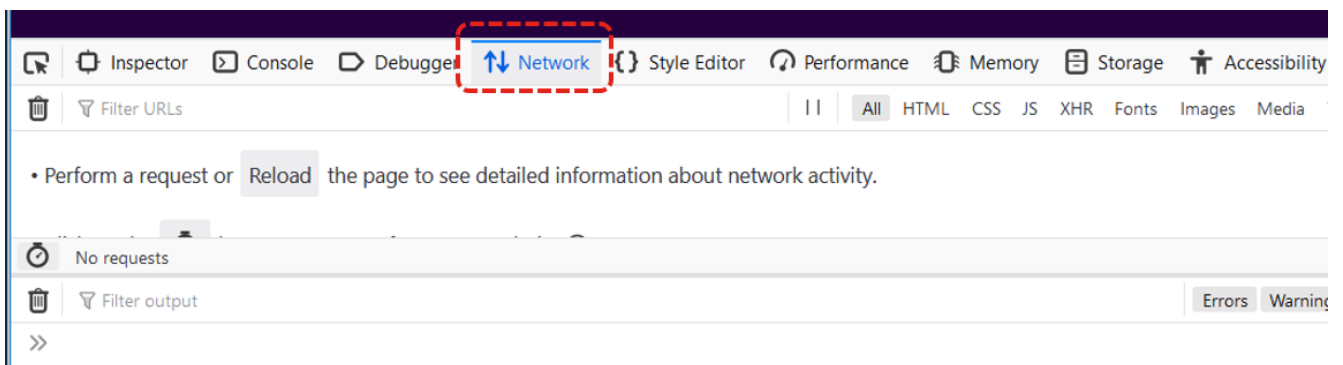 Inspector Console Debugger Network {} Style Editor Performance Memory Storage Accessibility
Filter URLs All HTML CSS JS XHR Fonts Images Media
• Perform a request or Reload the page to see detailed information about network activity.
No requests
Filter output Errors Warning
»